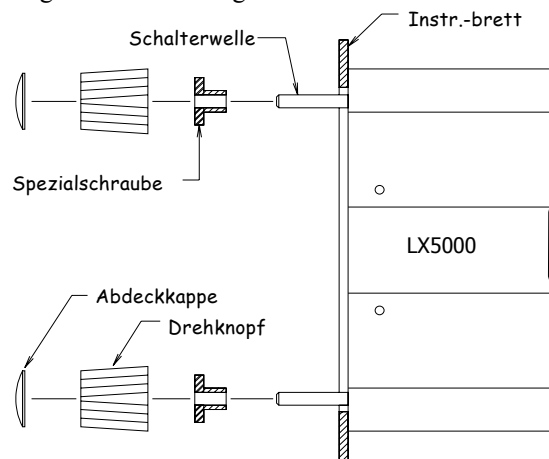 Instr.-brett
Schalterwelle
Spezialschraube
LX5000
Abdeckkappe
Drehknopf